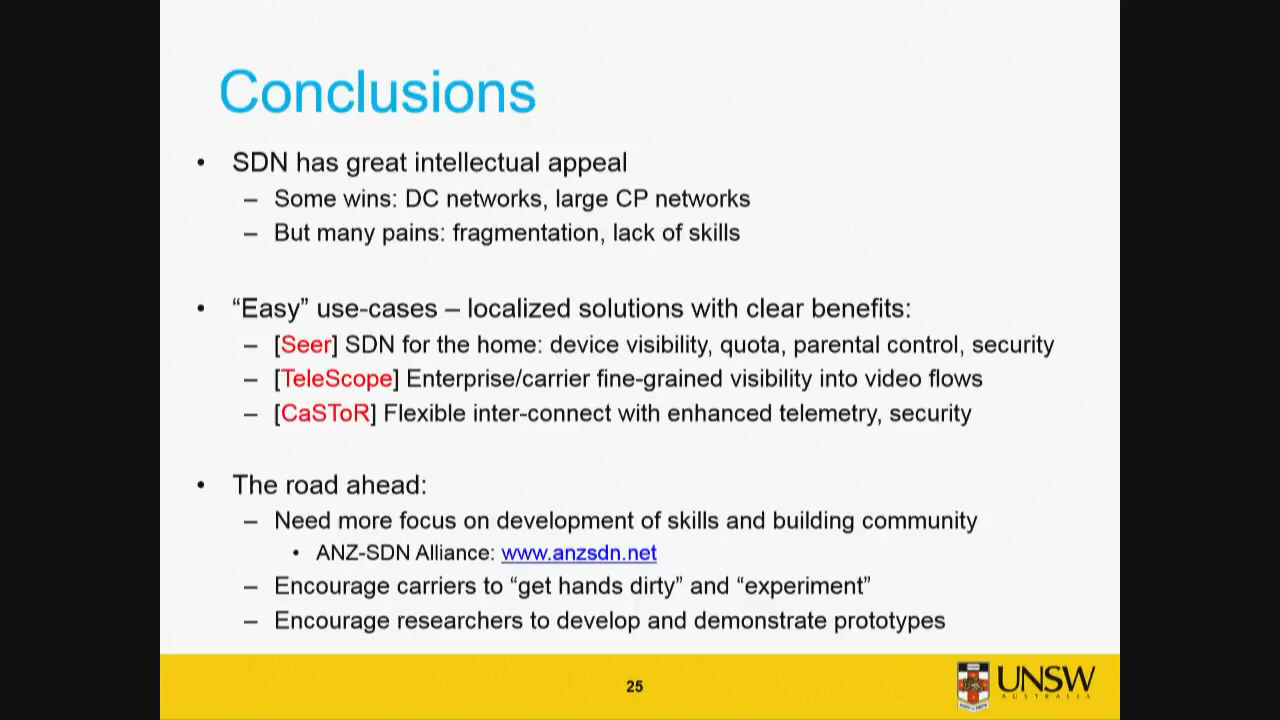 Conclusions
• SDN has great intellectual appeal
– Some wins: DC networks, large CP networks
– But many pains: fragmentation, lack of skills
• “Easy” use-cases – localized solutions with clear benefits:
– [Seer] SDN for the home: device visibility, quota, parental control, security
– [TeleScope] Enterprise/carrier fine-grained visibility into video flows
– [CaSToR] Flexible inter-connect with enhanced telemetry, security
• The road ahead:
– Need more focus on development of skills and building community
• ANZ-SDN Alliance: www.anzsdn.net
– Encourage carriers to “get hands dirty” and “experiment”
– Encourage researchers to develop and demonstrate prototypes
25
UNSW
AUSTRALIA